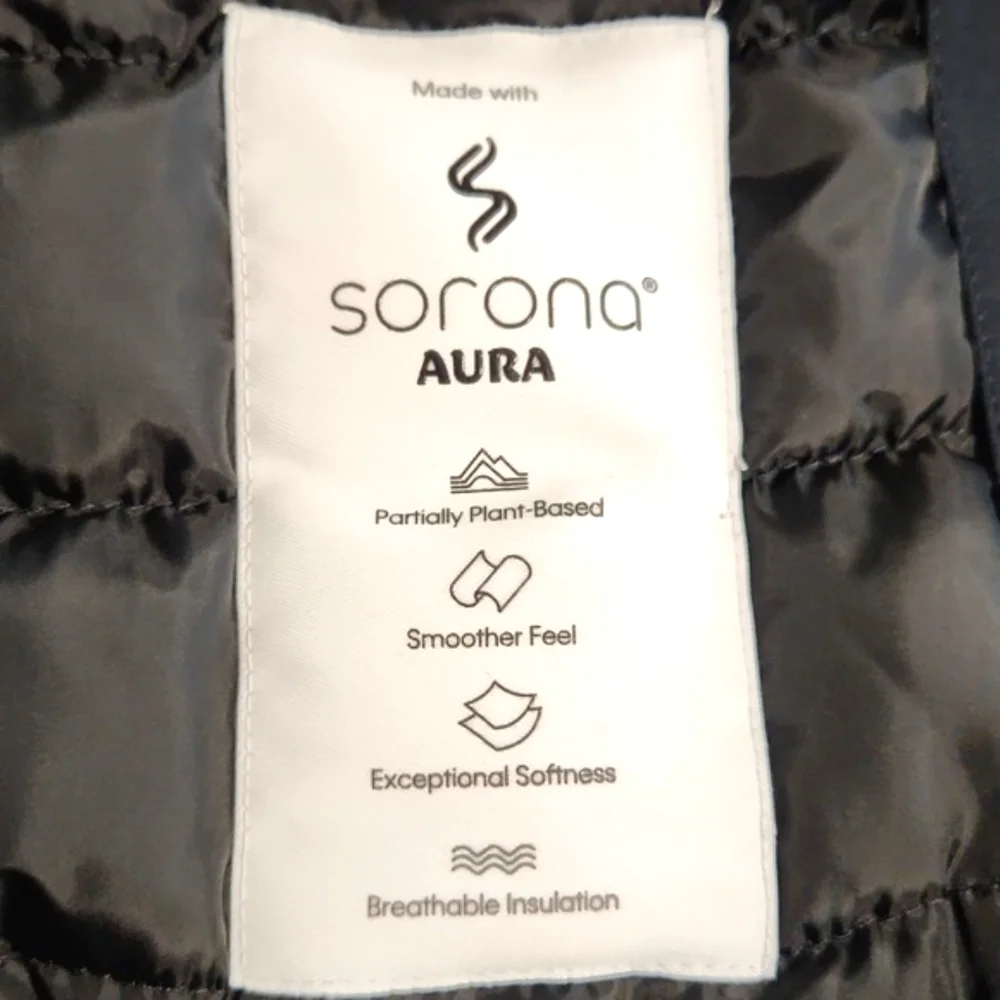 Made with
sorona®
AURA
Partially Plant-Based
Smoother Feel
Exceptional Softness
Breathable Insulation